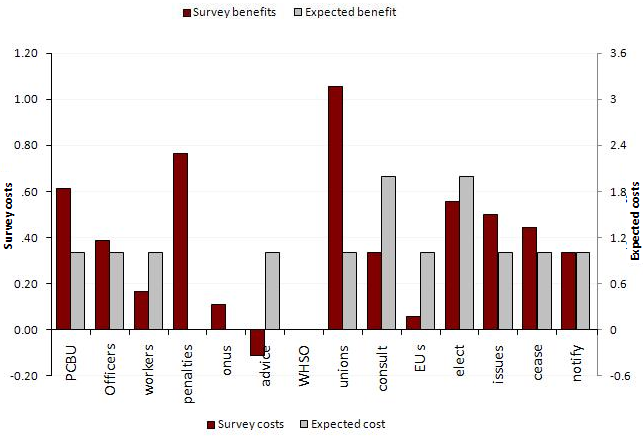 Survey benefits Expected benefit
1.20 3.6
1.00 3
0.80 2.4
.60 1.8
.40 1.2
0.20 0.6
0.00 0
-0.20 -0.6
Survey costs
Expected costs
PCBU Officers workers penalties onus advice WHSO unions consult EU s elect issues cease notify
Survey costs Expected cost